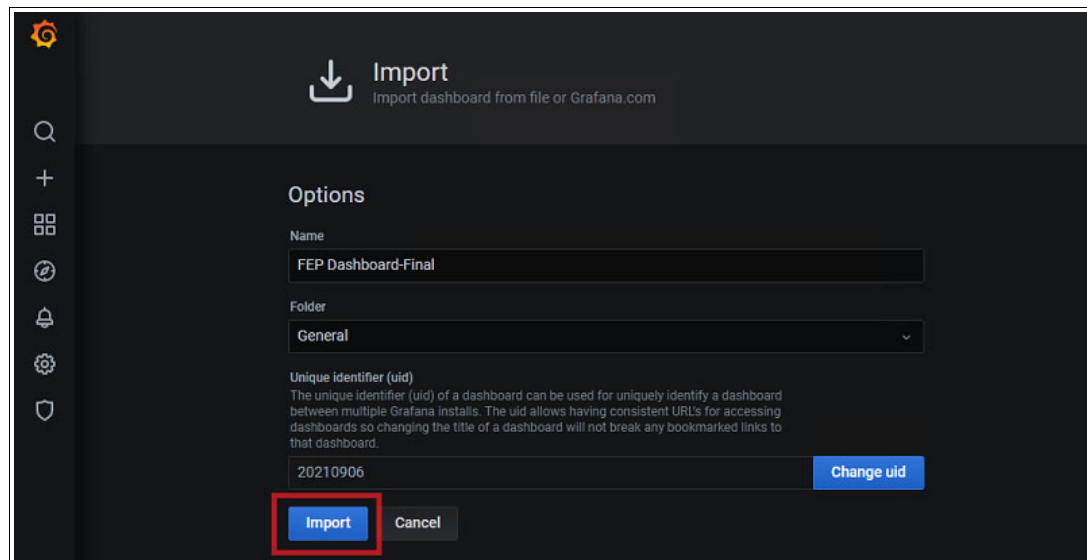 Import
Import dashboard from file or Grafana.com
Options
Name
FEP Dashboard-Final
Folder
General
Unique identifier (uid)
The unique identifier (uid) of a dashboard can be used for uniquely identify a dashboard
between multiple Grafana installs. The uid allows having consistent URL's for accessing
dashboards so changing the title of a dashboard will not break any bookmarked links to
that dashboard.
20210906
Change uid
Import
Cancel